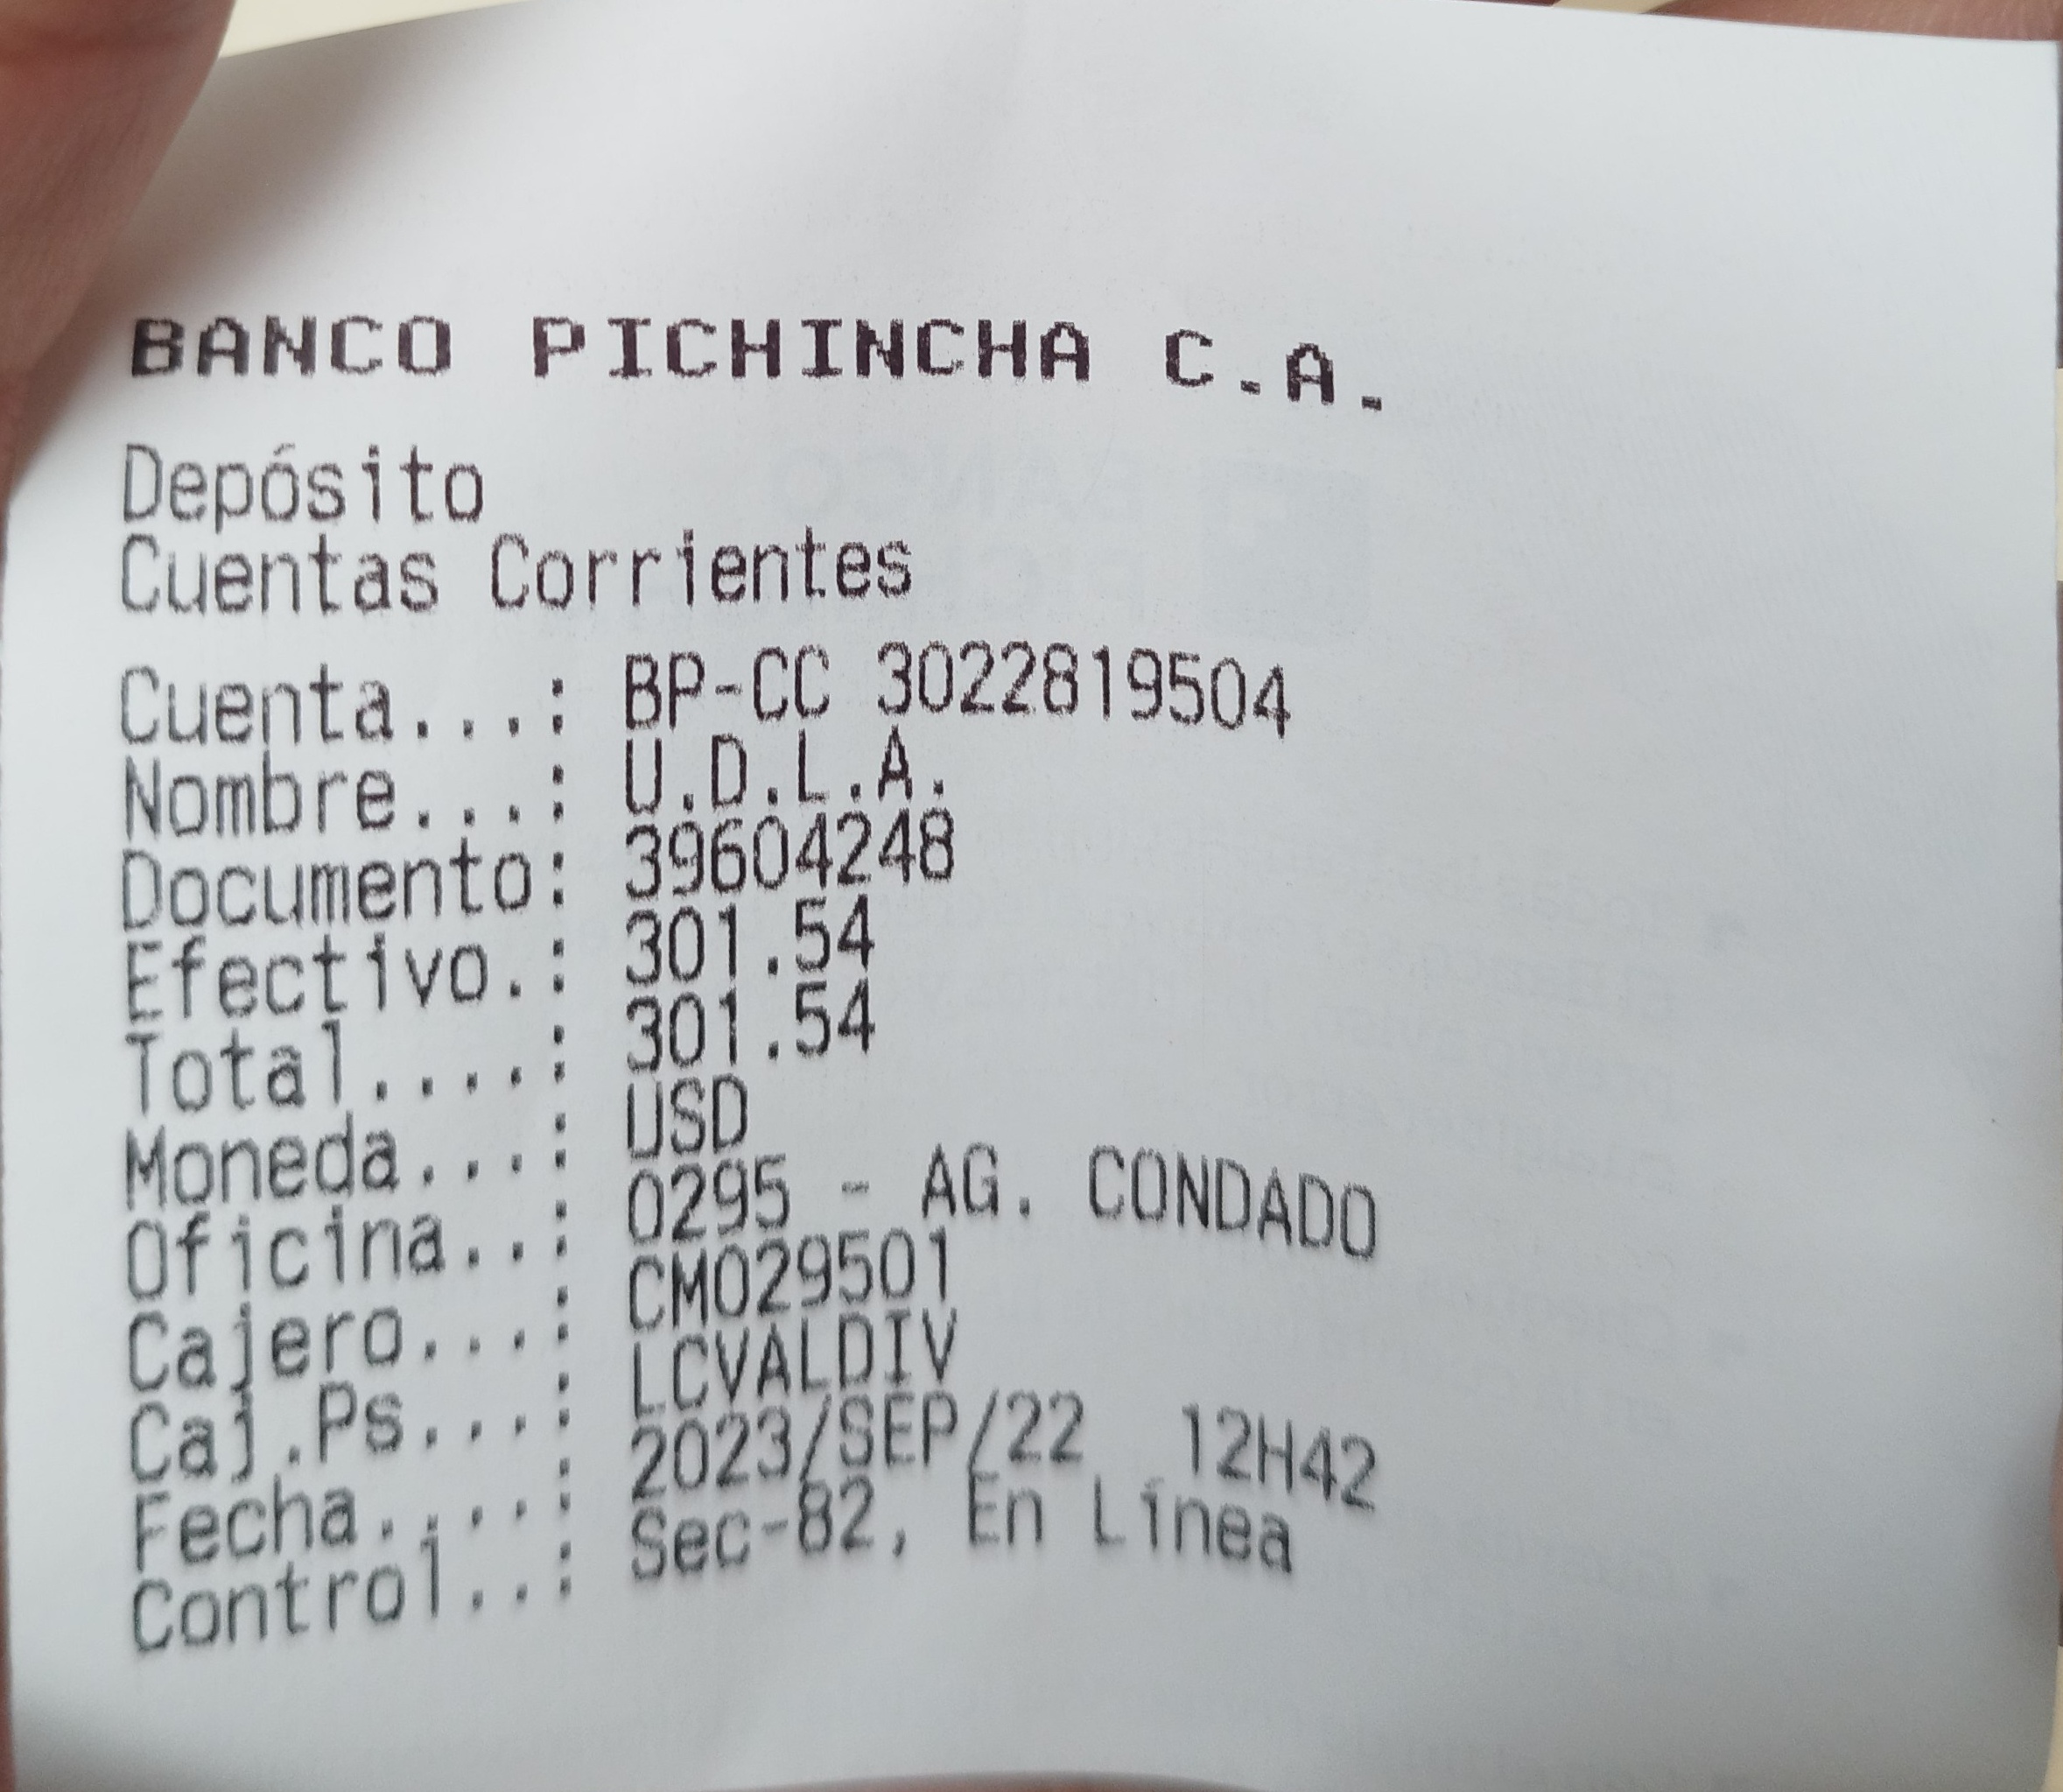 BANCO PICHINCHA C.A.
Depósito
Cuentas Corrientes
Cuenta...: BP-CC 3022819504
Nombre...: U.D.L.A.
Documento: 39604248
Efectivo.: 301.54
Total....: 301.54
Moneda...: USD
Oficina..: 0295 - AG. CONDADO
Cajero...: CM029501
Caj.Ps...: LCVALDIV
Fecha....: 2023/SEP/22 12H42
Control..: Sec-82, En Línea